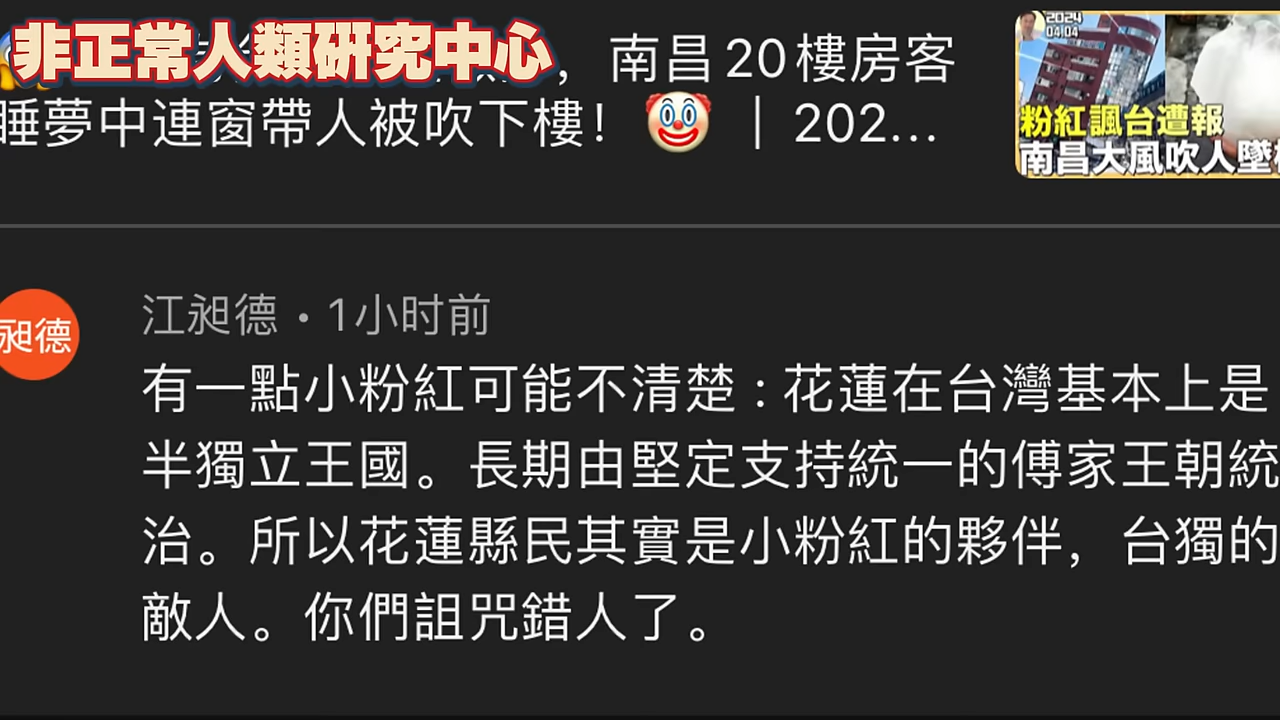 非正常人類研究中心
，南昌20樓房客
睡夢中連窗帶人被吹下樓！🤡 | 202...
2024
04/04
粉紅諷台遭報
南昌大風吹人墜
昶德
江昶德・1小时前
有一點小粉紅可能不清楚：花蓮在台灣基本上是
半獨立王國。長期由堅定支持統一的傅家王朝統
治。所以花蓮縣民其實是小粉紅的夥伴，台獨的
敵人。你們詛咒錯人了。